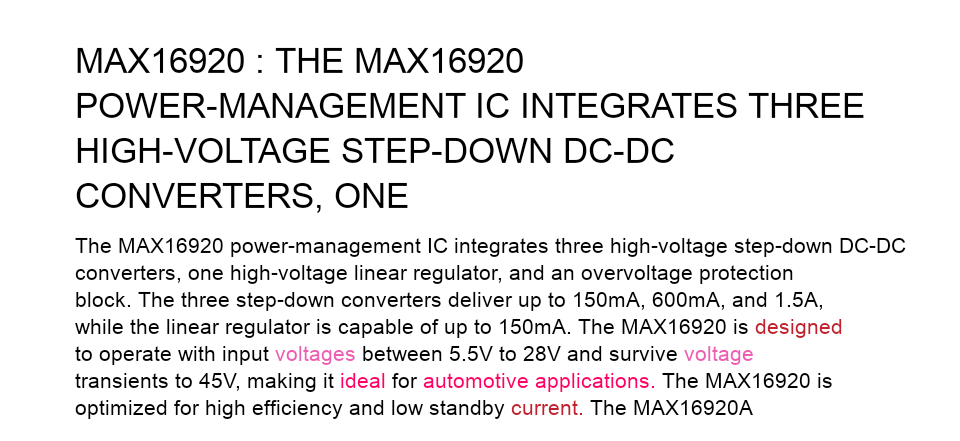 MAX16920 : THE MAX16920
POWER-MANAGEMENT IC INTEGRATES THREE
HIGH-VOLTAGE STEP-DOWN DC-DC
CONVERTERS, ONE
The MAX16920 power-management IC integrates three high-voltage step-down DC-DC
converters, one high-voltage linear regulator, and an overvoltage protection
block. The three step-down converters deliver up to 150mA, 600mA, and 1.5A,
while the linear regulator is capable of up to 150mA. The MAX16920 is designed
to operate with input voltages between 5.5V to 28V and survive voltage
transients to 45V, making it ideal for automotive applications. The MAX16920 is
optimized for high efficiency and low standby current. The MAX16920A